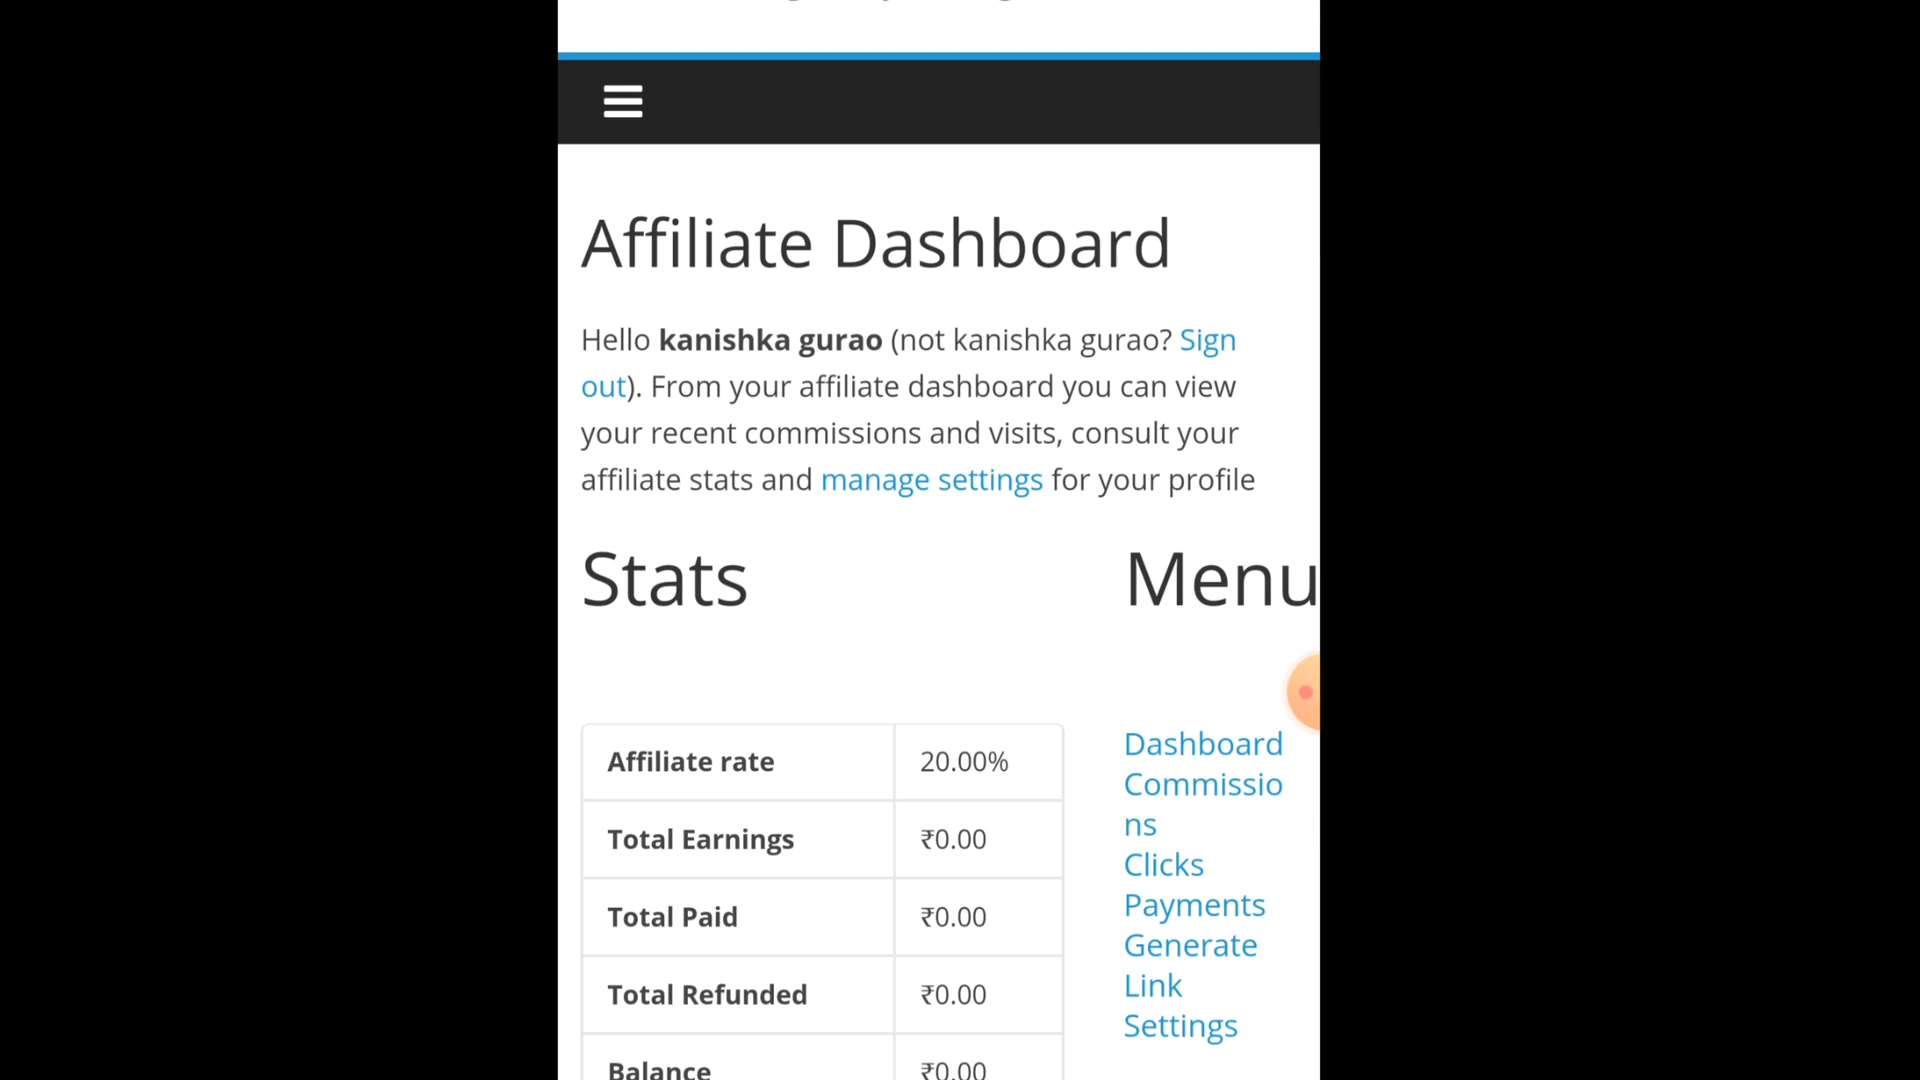 Affiliate Dashboard
Hello kanishka gurao (not kanishka gurao? Sign
out). From your affiliate dashboard you can view
your recent commissions and visits, consult your
affiliate stats and manage settings for your profile
Stats
Menu
Affiliate rate 20.00%
Total Earnings ₹0.00
Total Paid ₹0.00
Total Refunded ₹0.00
Balance ₹0.00
Dashboard
Commissio
ns
Clicks
Payments
Generate
Link
Settings